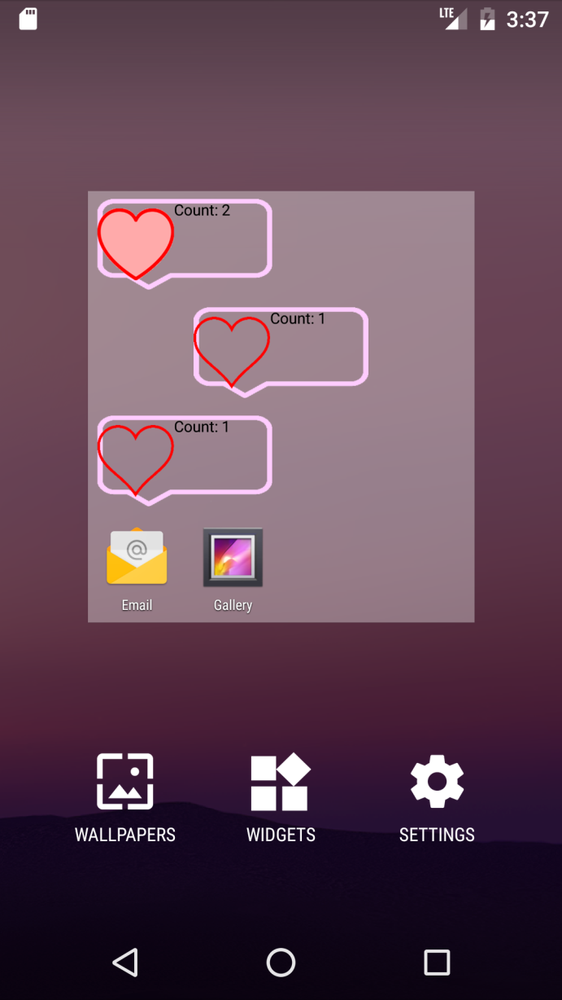 LTE 3:37
Count: 2
Count: 1
Count: 1
@
Email Gallery
WALLPAPERS WIDGETS SETTINGS